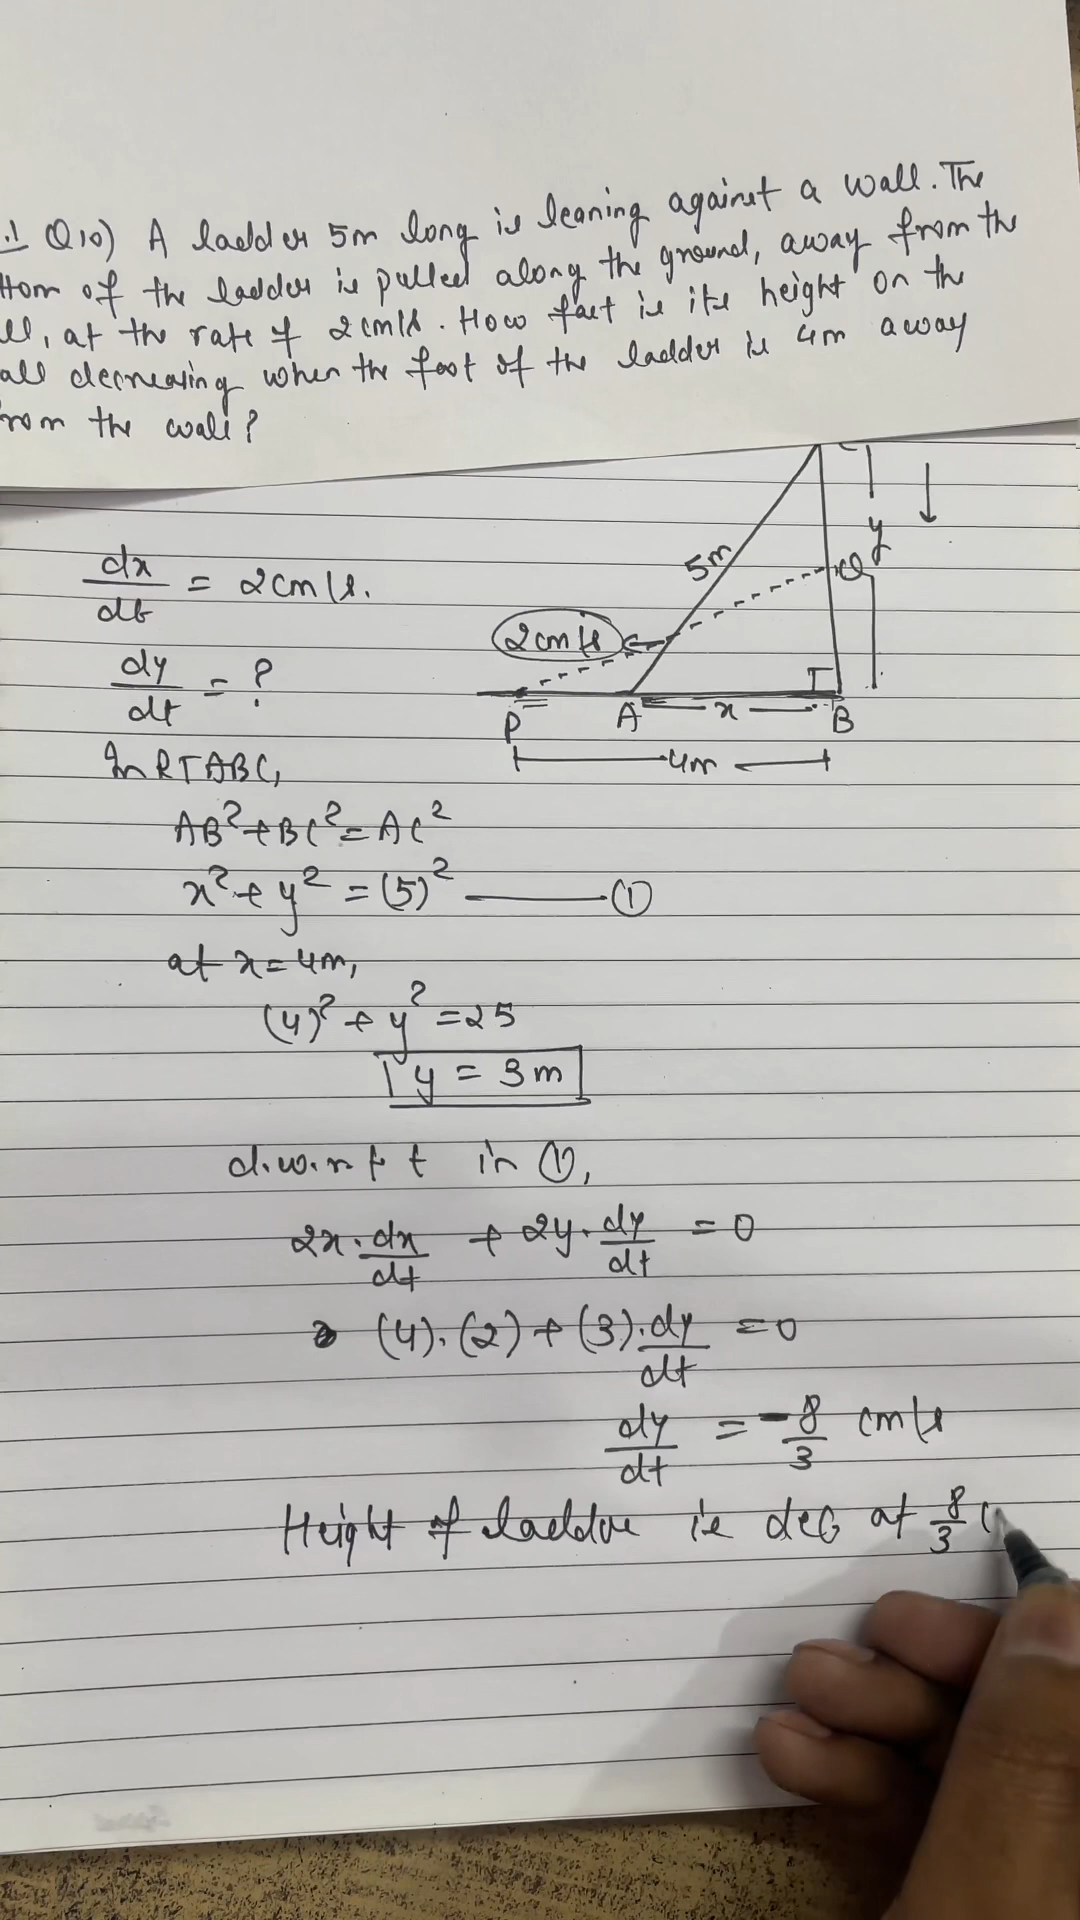 .1 Q10) A ladder 5m long is leaning against a wall. The
ttom of the ladder is pulled along the ground, away from the
ll, at the rate of 2cm/s. How fast is its height on the
all decreasing when the foot of the ladder is 4m away
rom the wall?
5m
y
Q
2cm/s
P A x B
4m
dx/dt = 2cm/s.
dy/dt = ?
In RT ABC,
AB² + BC² = AC²
x² + y² = (5)² ——— ①
at x = 4m,
(4)² + y² = 25
y = 3m
d.w.r.t t in ①,
2x. dx/dt + 2y. dy/dt = 0
(4).(2) + (3). dy/dt = 0
dy/dt = -8/3 cm/s
Height of ladder is dec at 8/3 c